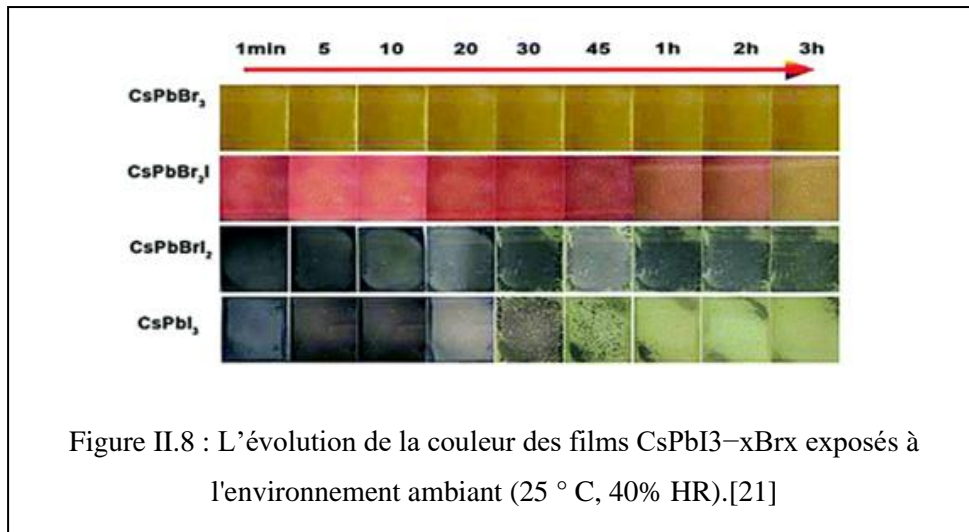 1min 5 10 20 30 45 1h 2h 3h
CsPbBr₃
CsPbBr₂I
CsPbBrI₂
CsPbI₃
Figure II.8 : L’évolution de la couleur des films CsPbI3−xBrx exposés à
l'environnement ambiant (25 ° C, 40% HR).[21]